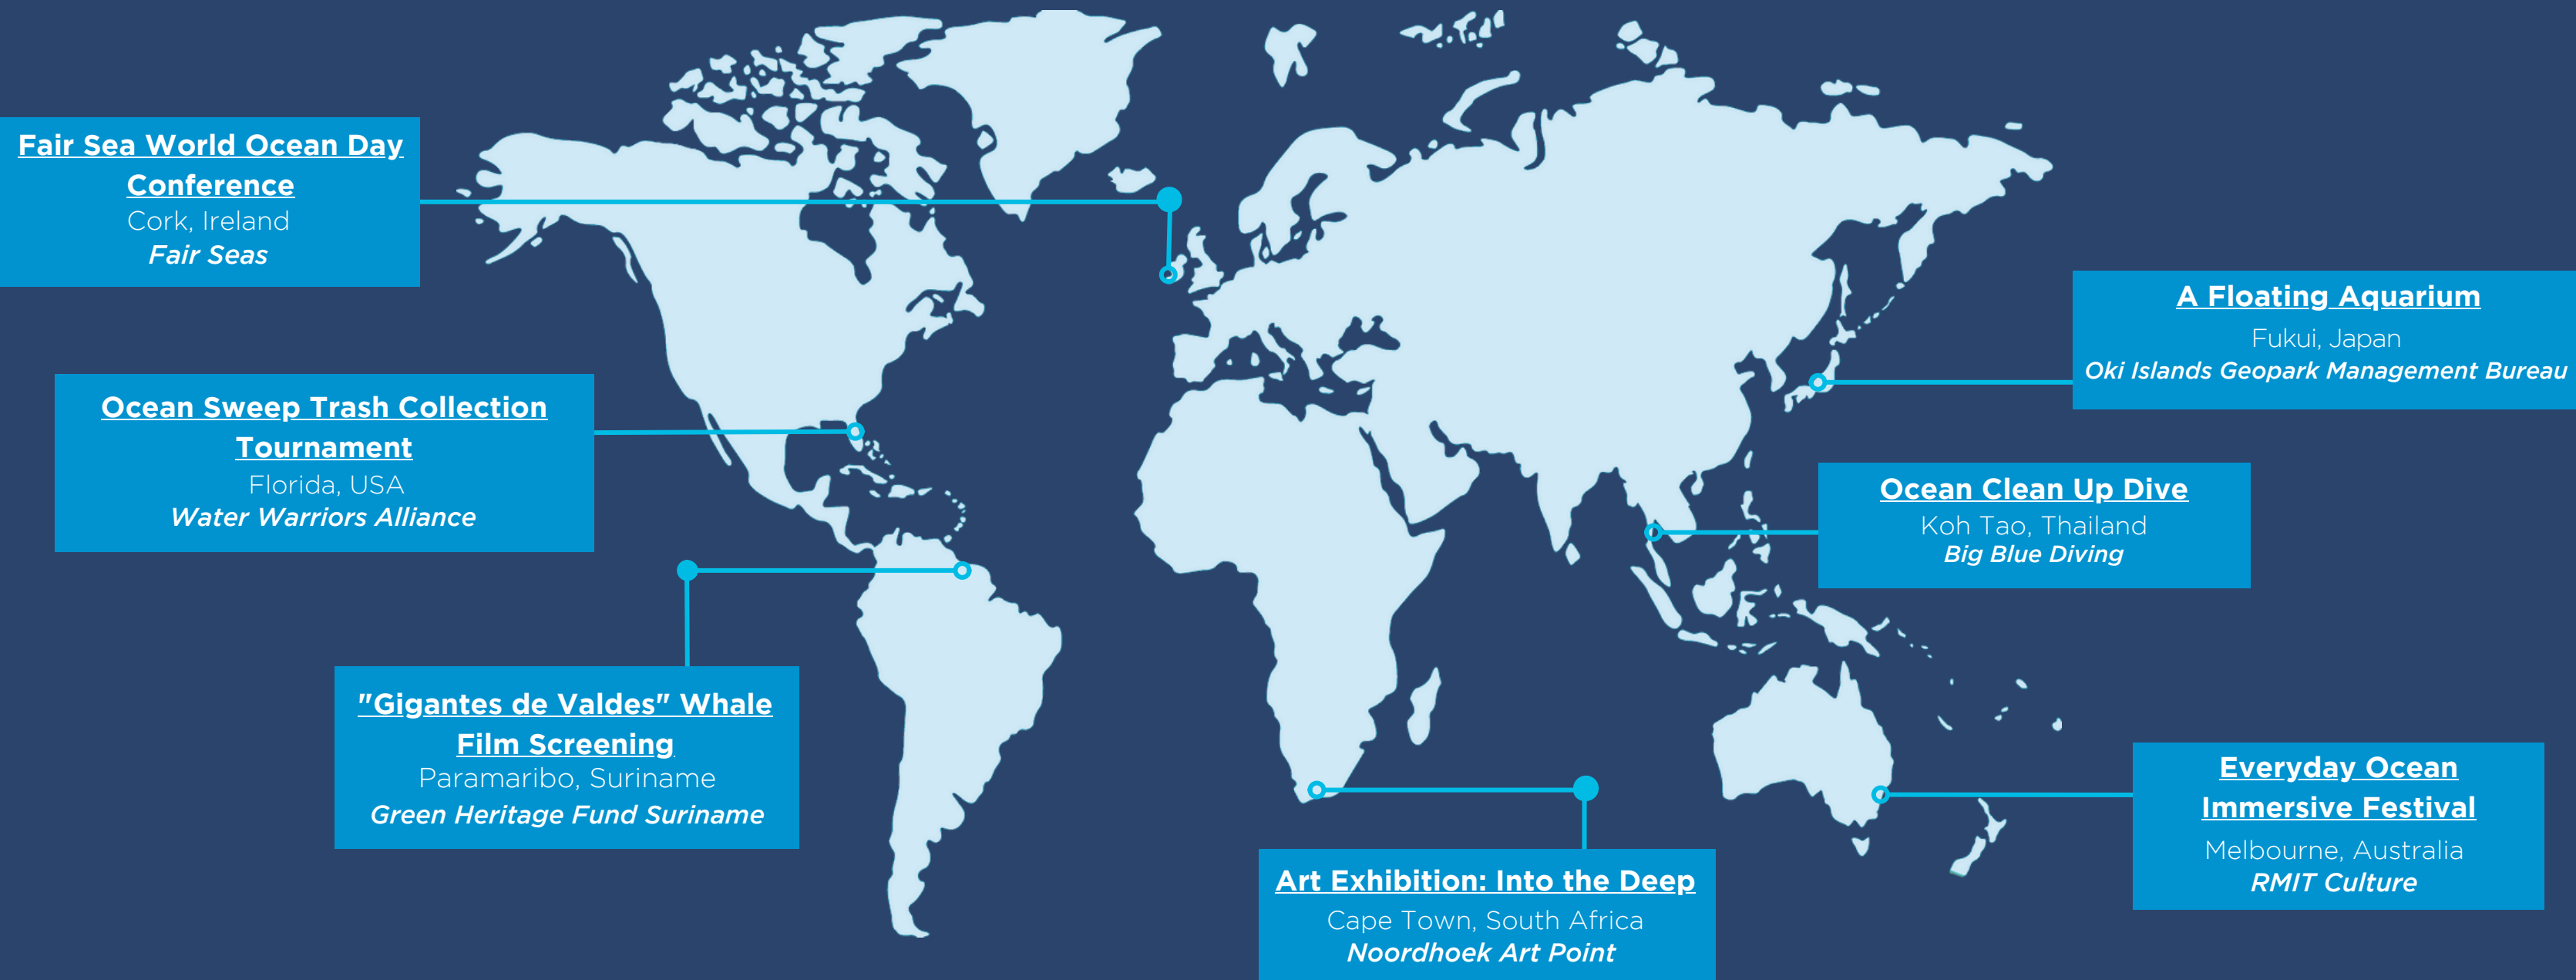 Fair Sea World Ocean Day
Conference
Cork, Ireland
Fair Seas
A Floating Aquarium
Fukui, Japan
Oki Islands Geopark Management Bureau
Ocean Sweep Trash Collection
Tournament
Florida, USA
Water Warriors Alliance
Ocean Clean Up Dive
Koh Tao, Thailand
Big Blue Diving
"Gigantes de Valdes" Whale
Film Screening
Paramaribo, Suriname
Green Heritage Fund Suriname
Everyday Ocean
Immersive Festival
Melbourne, Australia
RMIT Culture
Art Exhibition: Into the Deep
Cape Town, South Africa
Noordhoek Art Point